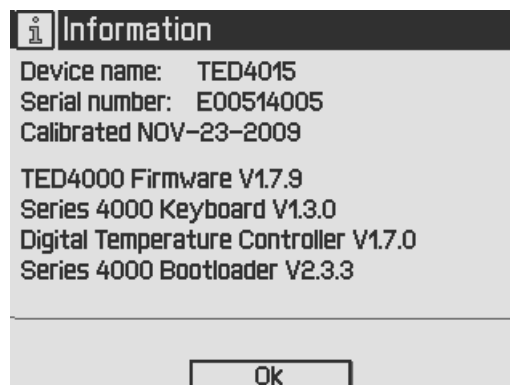 i Information
Device name: TED4015
Serial number: E00514005
Calibrated NOV-23-2009
TED4000 Firmware V1.7.9
Series 4000 Keyboard V1.3.0
Digital Temperature Controller V1.7.0
Series 4000 Bootloader V2.3.3
OK